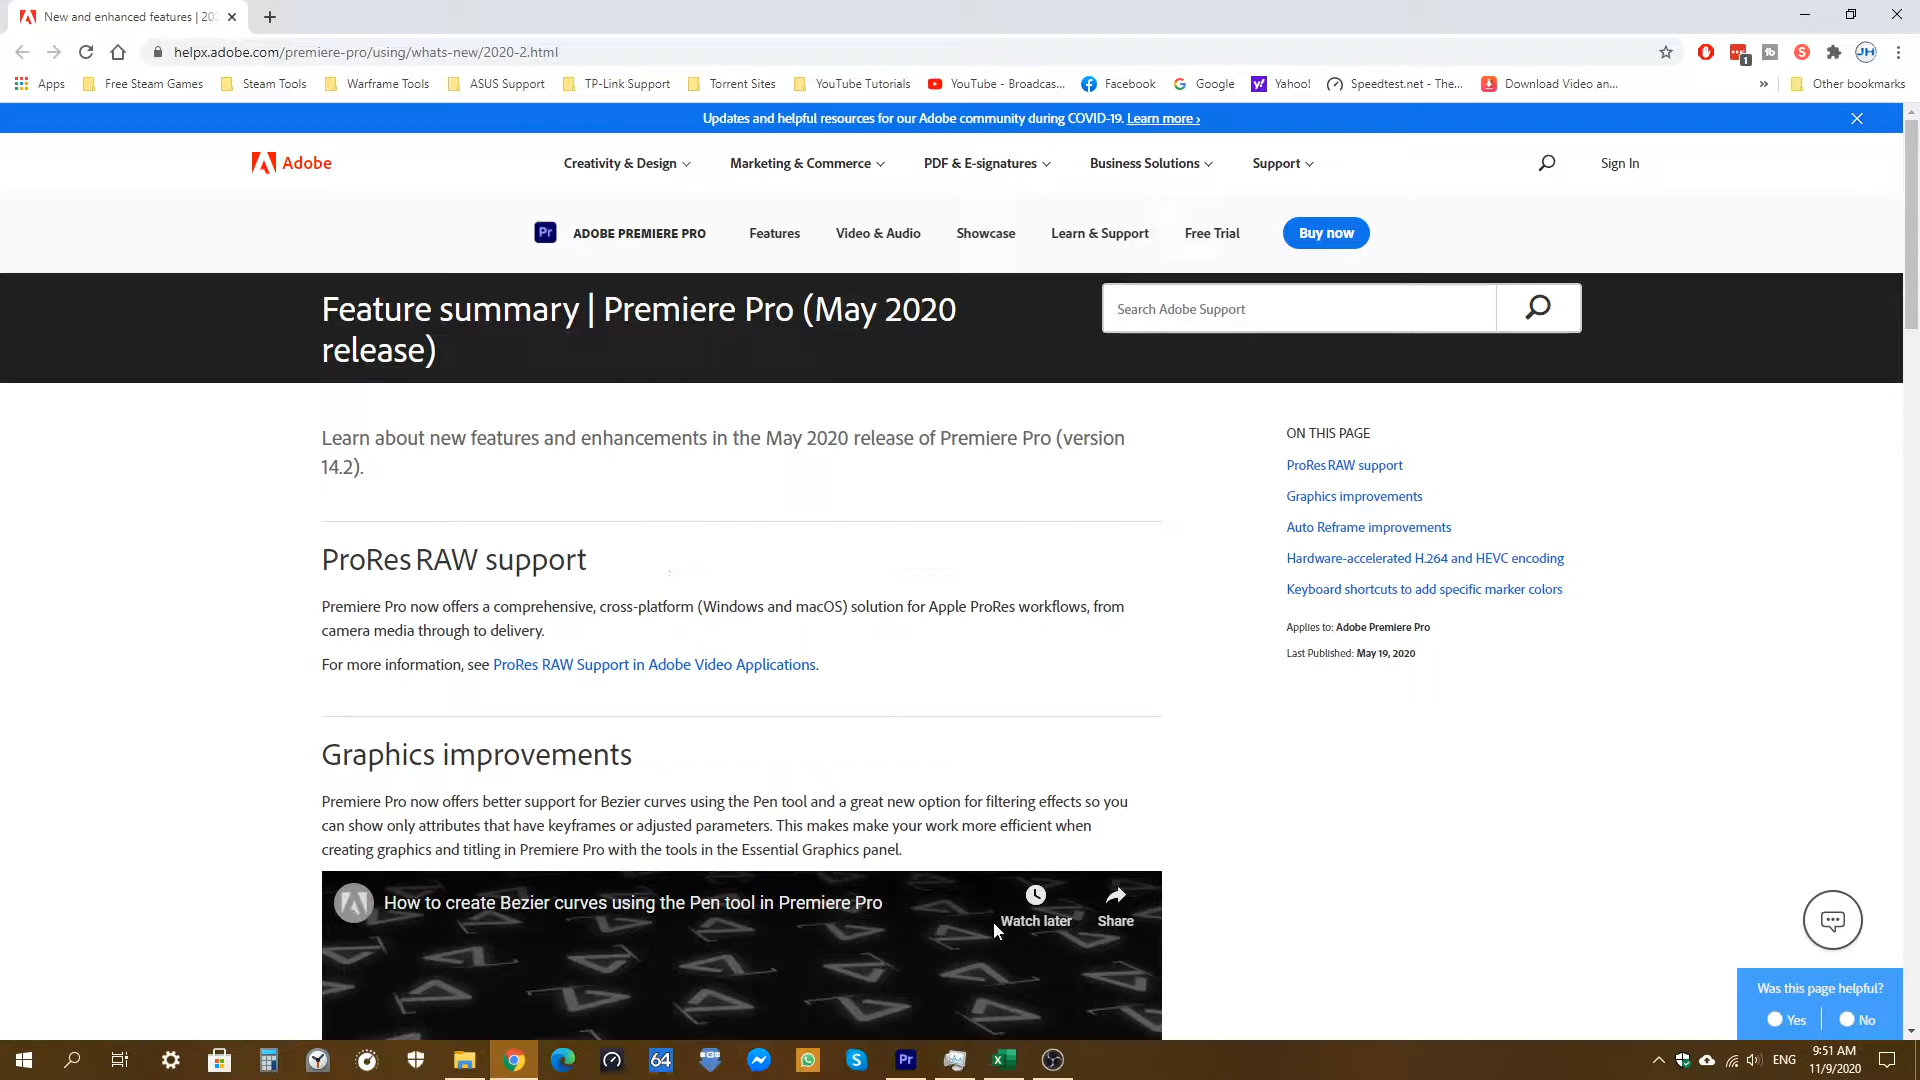 New and enhanced features | 202
helpx.adobe.com/premiere-pro/using/whats-new/2020-2.html
1
JH
Apps
Free Steam Games
Steam Tools
Warframe Tools
ASUS Support
TP-Link Support
Torrent Sites
YouTube Tutorials
YouTube - Broadcas...
Facebook
Google
Yahoo!
Speedtest.net - The...
Download Video an...
»
Other bookmarks
Updates and helpful resources for our Adobe community during COVID-19. Learn more ›
Adobe
Creativity & Design
Marketing & Commerce
PDF & E-signatures
Business Solutions
Support
Sign In
Pr
ADOBE PREMIERE PRO
Features
Video & Audio
Showcase
Learn & Support
Free Trial
Buy now
Feature summary | Premiere Pro (May 2020
release)
Search Adobe Support
Learn about new features and enhancements in the May 2020 release of Premiere Pro (version
14.2).
ProRes RAW support
Premiere Pro now offers a comprehensive, cross-platform (Windows and macOS) solution for Apple ProRes workflows, from
camera media through to delivery.
For more information, see ProRes RAW Support in Adobe Video Applications.
Graphics improvements
Premiere Pro now offers better support for Bezier curves using the Pen tool and a great new option for filtering effects so you
can show only attributes that have keyframes or adjusted parameters. This makes make your work more efficient when
creating graphics and titling in Premiere Pro with the tools in the Essential Graphics panel.
How to create Bezier curves using the Pen tool in Premiere Pro
Watch later
Share
ON THIS PAGE
ProRes RAW support
Graphics improvements
Auto Reframe improvements
Hardware-accelerated H.264 and HEVC encoding
Keyboard shortcuts to add specific marker colors
Applies to: Adobe Premiere Pro
Last Published: May 19, 2020
Was this page helpful?
Yes
No
64
Pr
ENG
9:51 AM
11/9/2020